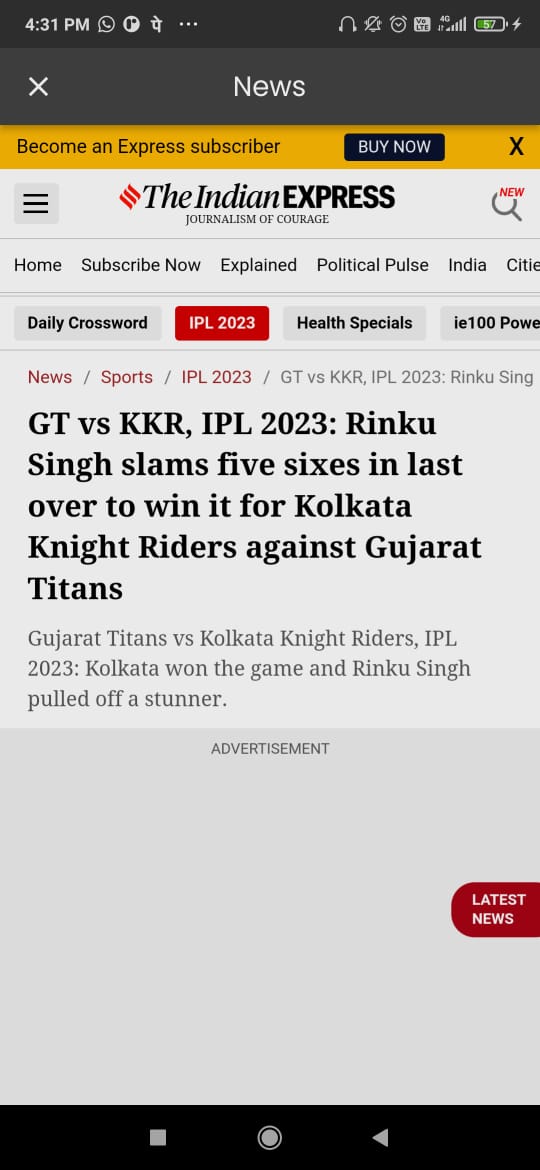 4:31 PM पे ...
Vo LTE 4G 57
News
Become an Express subscriber BUY NOW X
The Indian EXPRESS
JOURNALISM OF COURAGE
NEW
Home Subscribe Now Explained Political Pulse India Citie
Daily Crossword IPL 2023 Health Specials ie100 Powe
News / Sports / IPL 2023 / GT vs KKR, IPL 2023: Rinku Sing
GT vs KKR, IPL 2023: Rinku
Singh slams five sixes in last
over to win it for Kolkata
Knight Riders against Gujarat
Titans
Gujarat Titans vs Kolkata Knight Riders, IPL
2023: Kolkata won the game and Rinku Singh
pulled off a stunner.
ADVERTISEMENT
LATEST
NEWS